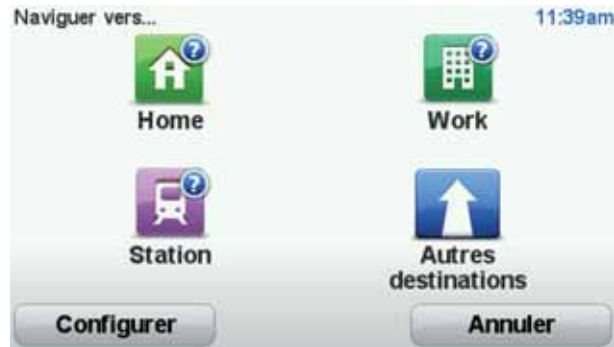 Naviguer vers...
11:39am
?
?
Home
Work
?
Station
Autres
destinations
Configurer
Annuler